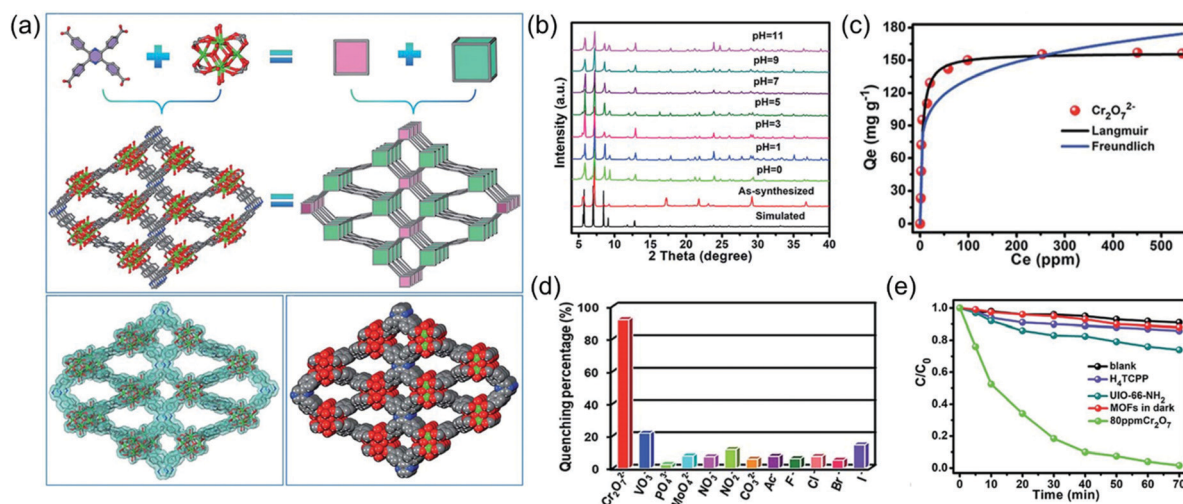 (a)
(b)
pH=11
pH=9
pH=7
pH=5
pH=3
pH=1
pH=0
As-synthesized
Simulated
Intensity (a.u.)
5 10 15 20 25 30 35 40
2 Theta (degree)
(c)
Qe (mg g⁻¹)
180
150
120
90
60
30
0
Cr₂O₇²⁻
Langmuir
Freundlich
0 100 200 300 400 500
Ce (ppm)
(d)
Quenching percentage (%)
100
80
60
40
20
0
Cr₂O₇²⁻ VO₃⁻ PO₄³⁻ MoO₄²⁻ NO₃⁻ NO₂⁻ CO₃²⁻ Ac⁻ F⁻ Cl⁻ Br⁻ I⁻
(e)
C/C₀
1.0
0.8
0.6
0.4
0.2
0.0
blank
H₄TCPP
UIO-66-NH₂
MOFs in dark
80ppmCr₂O₇
0 10 20 30 40 50 60 70
Time (min)